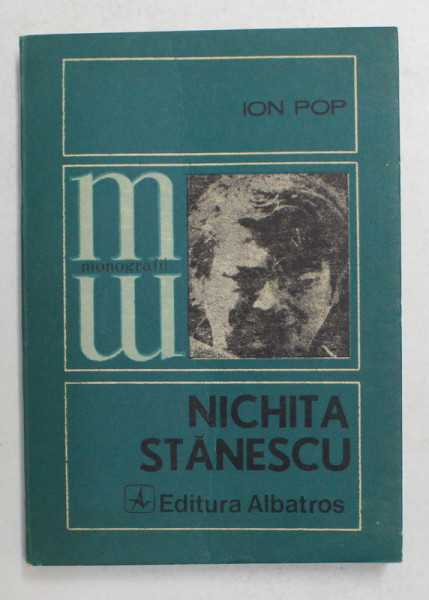 ION POP
m
monografii
m
NICHITA
STĂNESCU
A Editura Albatros